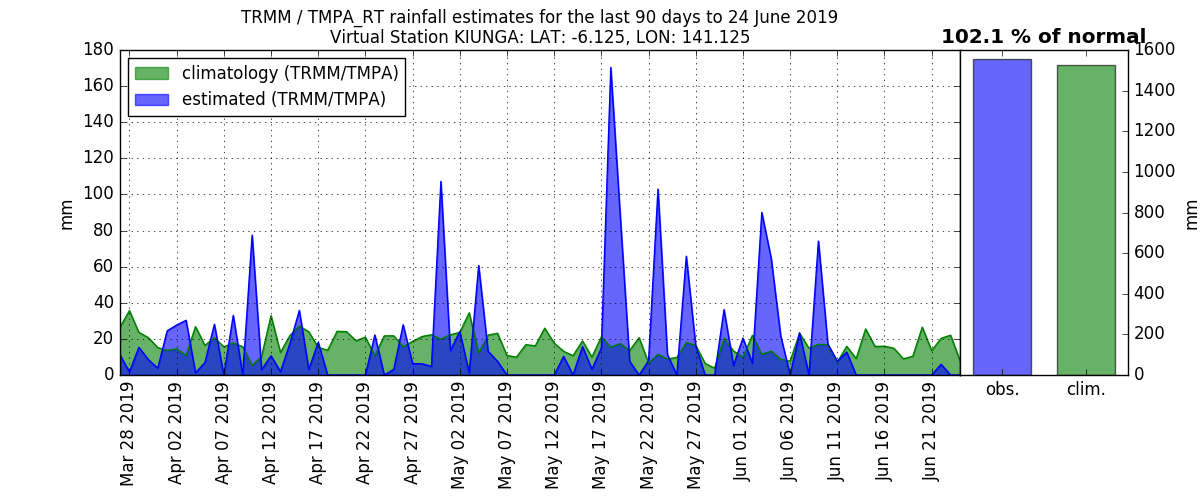 TRMM / TMPA_RT rainfall estimates for the last 90 days to 24 June 2019
Virtual Station KIUNGA: LAT: -6.125, LON: 141.125
102.1 % of normal
climatology (TRMM/TMPA)
estimated (TRMM/TMPA)
180
160
140
120
100
80
60
40
20
0
mm
Mar 28 2019
Apr 02 2019
Apr 07 2019
Apr 12 2019
Apr 17 2019
Apr 22 2019
Apr 27 2019
May 02 2019
May 07 2019
May 12 2019
May 17 2019
May 22 2019
May 27 2019
Jun 01 2019
Jun 06 2019
Jun 11 2019
Jun 16 2019
Jun 21 2019
obs.
clim.
1600
1400
1200
1000
800
600
400
200
0
mm